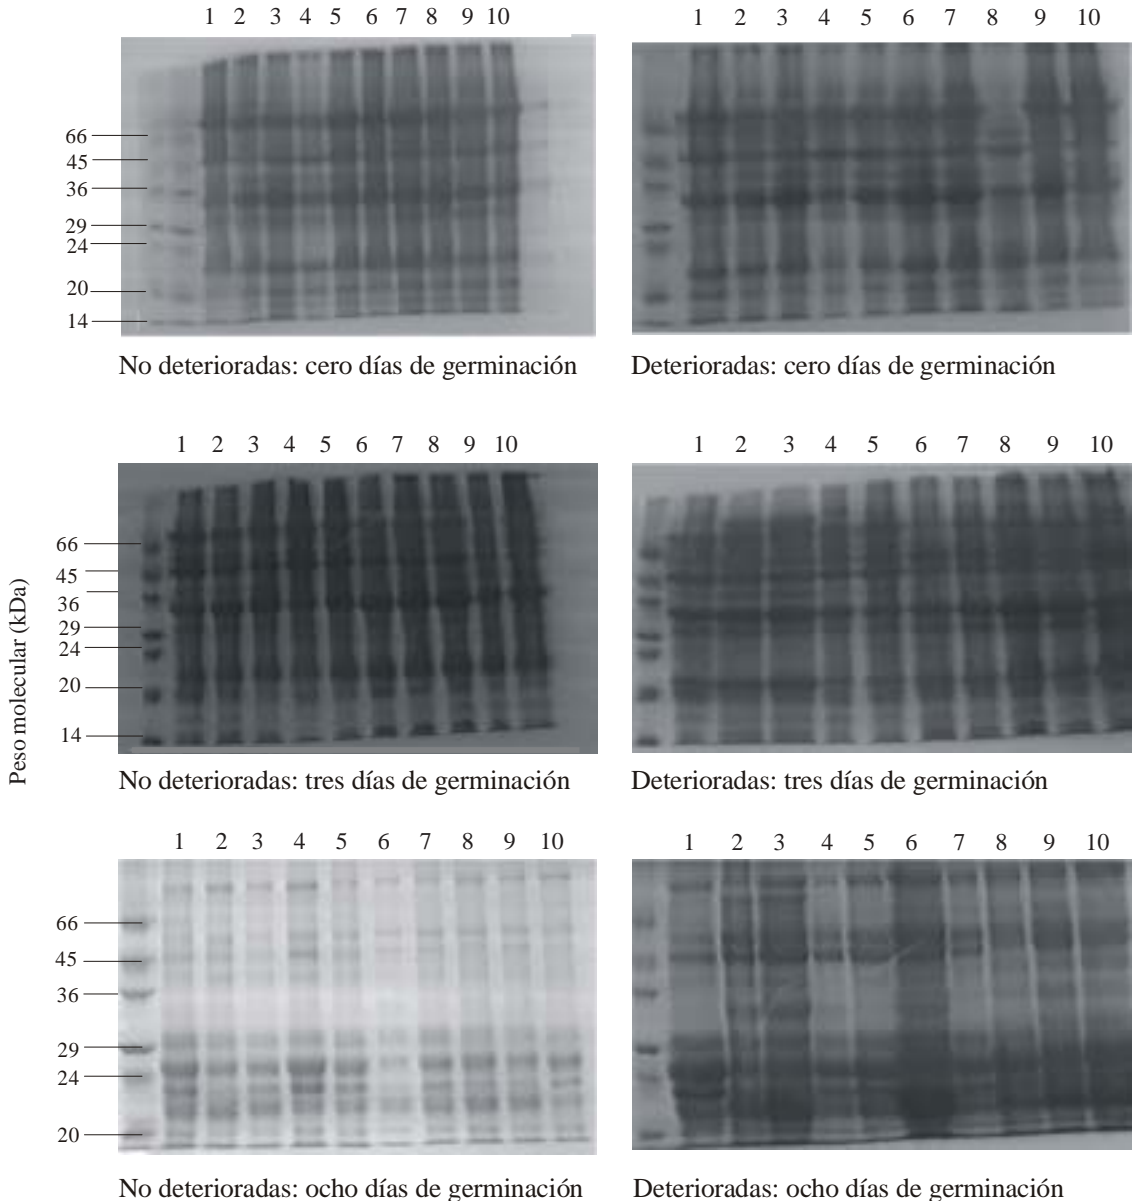 1 2 3 4 5 6 7 8 9 10
1 2 3 4 5 6 7 8 9 10
66
45
36
29
24
20
14
No deterioradas: cero días de germinación
Deterioradas: cero días de germinación
1 2 3 4 5 6 7 8 9 10
1 2 3 4 5 6 7 8 9 10
Peso molecular (kDa)
66
45
36
29
24
20
14
No deterioradas: tres días de germinación
Deterioradas: tres días de germinación
1 2 3 4 5 6 7 8 9 10
1 2 3 4 5 6 7 8 9 10
66
45
36
29
24
20
No deterioradas: ocho días de germinación
Deterioradas: ocho días de germinación